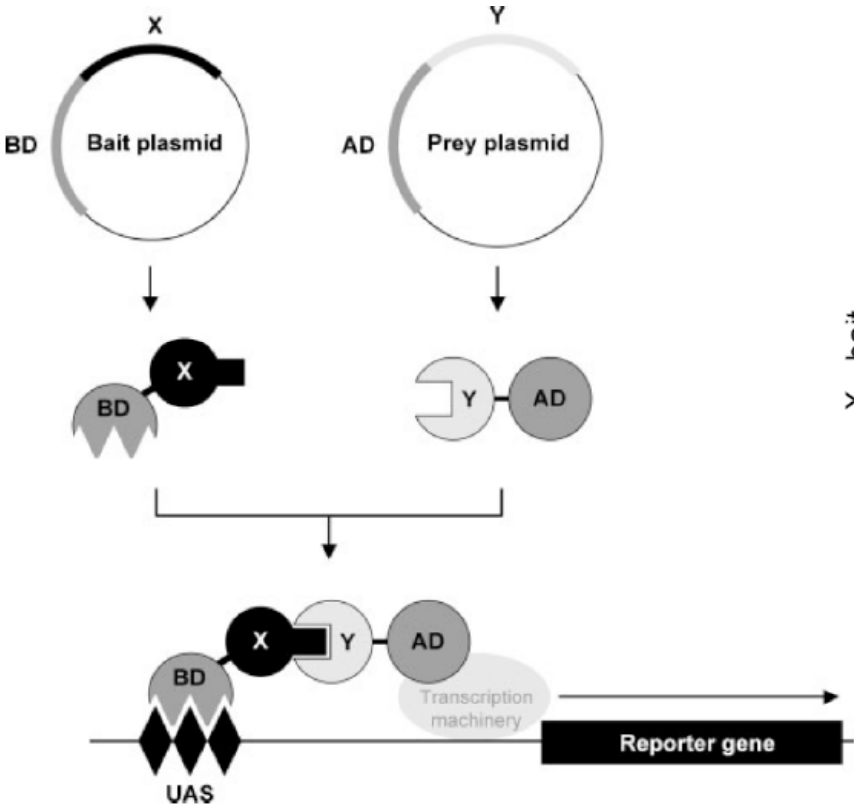 X
Y
BD
Bait plasmid
AD
Prey plasmid
X
BD
Y
AD
X
X
Y
AD
BD
Transcription
machinery
Reporter gene
UAS